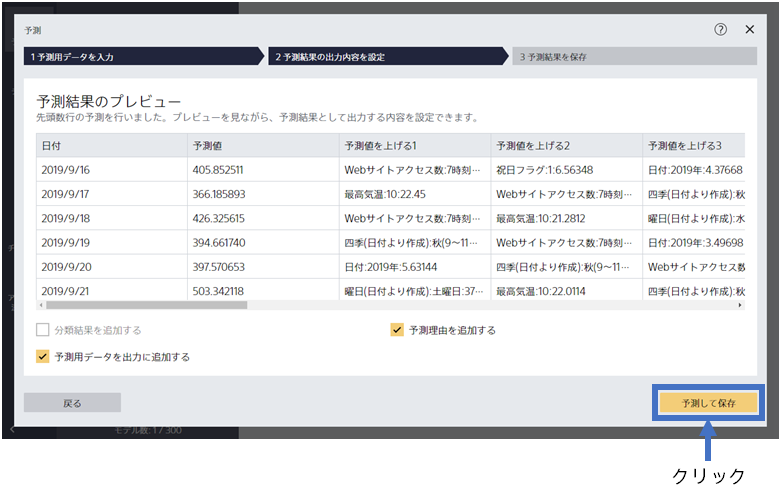 予測
1 予測用データを入力
2 予測結果の出力内容を設定
3 予測結果を保存
予測結果のプレビュー
先頭数行の予測を行いました。プレビューを見ながら、予測結果として出力する内容を設定できます。
日付 予測値 予測値を上げる1 予測値を上げる2 予測値を上げる3
2019/9/16 405.852511 Webサイトアクセス数:7時刻… 祝日フラグ:1:6.56348 日付:2019年:4.37668
2019/9/17 366.185893 最高気温:10:22.45 Webサイトアクセス数:7時刻… 四季(日付より作成):秋
2019/9/18 426.325615 Webサイトアクセス数:7時刻… 最高気温:10:21.2812 曜日(日付より作成):水
2019/9/19 394.661740 四季(日付より作成):秋(9～11… Webサイトアクセス数:7時刻… 日付:2019年:3.49698
2019/9/20 397.570653 日付:2019年:5.63144 四季(日付より作成):秋(9～11… Webサイトアクセス数
2019/9/21 503.342118 曜日(日付より作成):土曜日:37… 最高気温:10:22.0114 四季(日付より作成):秋
分類結果を追加する
予測理由を追加する
予測用データを出力に追加する
戻る
予測して保存
モデル数: 17300
クリック